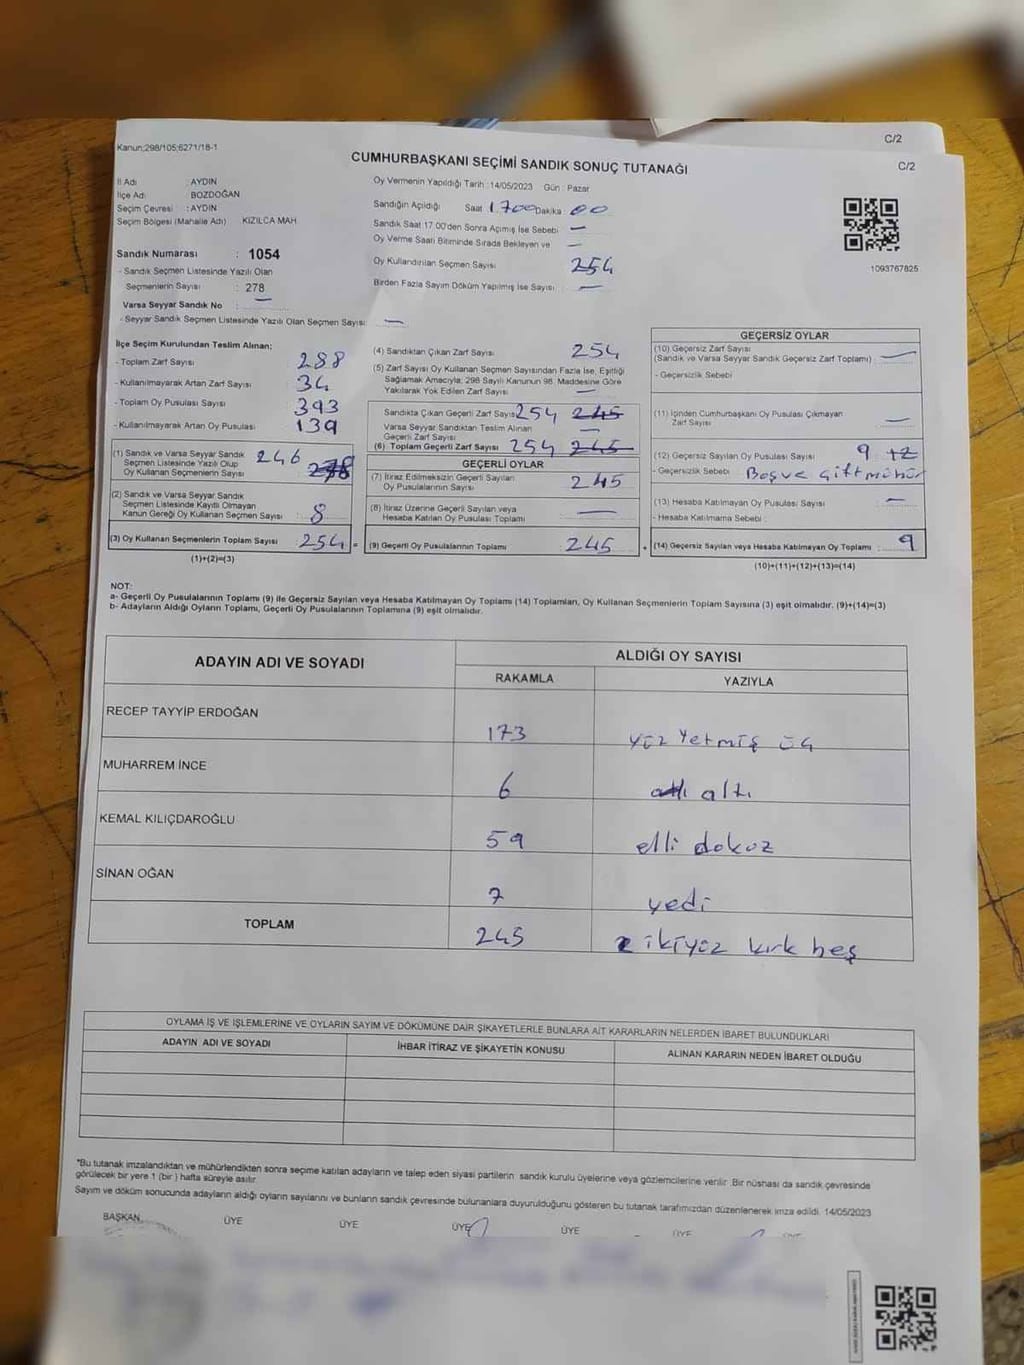 C/2
Kanun;298/105;6271/18-1
C/2
CUMHURBAŞKANI SEÇİMİ SANDIK SONUÇ TUTANAĞI
İl Adı : AYDIN
İlçe Adı : BOZDOĞAN
Seçim Çevresi : AYDIN
Seçim Bölgesi (Mahalle Adı) KIZILCA MAH.
Sandık Numarası : 1054
- Sandık Seçmen Listesinde Yazılı Olan
Seçmenlerin Sayısı : 278
Varsa Seyyar Sandık No : —
- Seyyar Sandık Seçmen Listesinde Yazılı Olan Seçmen Sayısı: —
Oy Vermenin Yapıldığı Tarih : 14/05/2023 Gün : Pazar
Sandığın Açıldığı Saat 17 00 Dakika 00
Sandık Saat 17.00'den Sonra Açımış İse Sebebi —
Oy Verme Saati Bitiminde Sırada Bekleyen ve —
Oy Kullandırılan Seçmen Sayısı 254
Birden Fazla Sayım Döküm Yapılmış İse Sayısı : —
1093767825
İlçe Seçim Kurulundan Teslim Alınan;
- Toplam Zarf Sayısı 288
- Kullanılmayarak Artan Zarf Sayısı 34
- Toplam Oy Pusulası Sayısı 393
- Kullanılmayarak Artan Oy Pusulası 139
(1) Sandık ve Varsa Seyyar Sandık 246
Seçmen Listesinde Yazılı Olup 278
Oy Kullanan Seçmenlerin Sayısı
(2) Sandık ve Varsa Seyyar Sandık
Seçmen Listesinde Kayıtlı Olmayan
Kanun Gereği Oy Kullanan Seçmen Sayısı 8
(3) Oy Kullanan Seçmenlerin Toplam Sayısı 254 =
(1)+(2)=(3)
(4) Sandıktan Çıkan Zarf Sayısı 254
(5) Zarf Sayısı Oy Kullanan Seçmen Sayısından Fazla İse, Eşitliği
Sağlamak Amacıyla; 298 Sayılı Kanunun 98. Maddesine Göre
Yakılarak Yok Edilen Zarf Sayısı —
Sandıkta Çıkan Geçerli Zarf Sayısı 254 245
Varsa Seyyar Sandıktan Teslim Alınan
Geçerli Zarf Sayısı —
(6) Toplam Geçerli Zarf Sayısı 254 245
GEÇERLİ OYLAR
(7) İtiraz Edilmeksizin Geçerli Sayılan
Oy Pusulalarının Sayısı 245
(8) İtiraz Üzerine Geçerli Sayılan veya
Hesaba Katılan Oy Pusulası Toplamı —
(9) Geçerli Oy Pusulalarının Toplamı 245 +
GEÇERSİZ OYLAR
(10) Geçersiz Zarf Sayısı
(Sandık ve Varsa Seyyar Sandık Geçersiz Zarf Toplamı) : —
- Geçersizlik Sebebi
(11) İçinden Cumhurbaşkanı Oy Pusulası Çıkmayan
Zarf Sayısı —
(12) Geçersiz Sayılan Oy Pusulası Sayısı 9
- Geçersizlik Sebebi Boş ve Çift mühür
(13) Hesaba Katılmayan Oy Pusulası Sayısı —
- Hesaba Katılmama Sebebi :
(14) Geçersiz Sayılan veya Hesaba Katılmayan Oy Toplamı 9
(10)+(11)+(12)+(13)=(14)
NOT:
a- Geçerli Oy Pusulalarının Toplamı (9) ile Geçersiz Sayılan veya Hesaba Katılmayan Oy Toplamı (14) Toplamları, Oy Kullanan Seçmenlerin Toplam Sayısına (3) eşit olmalıdır. (9)+(14)=(3)
b- Adayların Aldığı Oyların Toplamı, Geçerli Oy Pusulalarının Toplamına (9) eşit olmalıdır.
ADAYIN ADI VE SOYADI ALDIĞI OY SAYISI
RAKAMLA YAZIYLA
RECEP TAYYİP ERDOĞAN 173 yüz yetmiş üç
MUHARREM İNCE 6 altı
KEMAL KILIÇDAROĞLU 59 elli dokuz
SİNAN OĞAN 7 yedi
TOPLAM 245 ikiyüz kırk beş
OYLAMA İŞ VE İŞLEMLERİNE VE OYLARIN SAYIM VE DÖKÜMÜNE DAİR ŞİKAYETLERLE BUNLARA AİT KARARLARIN NELERDEN İBARET BULUNDUKLARI
ADAYIN ADI VE SOYADI İHBAR İTİRAZ VE ŞİKAYETİN KONUSU ALINAN KARARIN NEDEN İBARET OLDUĞU
*Bu tutanak imzalandıktan ve mühürlendikten sonra seçime katılan adayların ve talep eden siyasi partilerin sandık kurulu üyelerine veya gözlemcilerine verilir. Bir nüshası da sandık çevresinde
görülecek bir yere 1 (bir) hafta süreyle asılır.
Sayım ve döküm sonucunda adayların aldığı oyların sayılarını ve bunların sandık çevresinde bulunanlara duyurulduğunu gösteren bu tutanak tarafımızdan düzenlenerek imza edildi. 14/05/2023
BAŞKAN ÜYE ÜYE ÜYE ÜYE ÜYE ÜYE